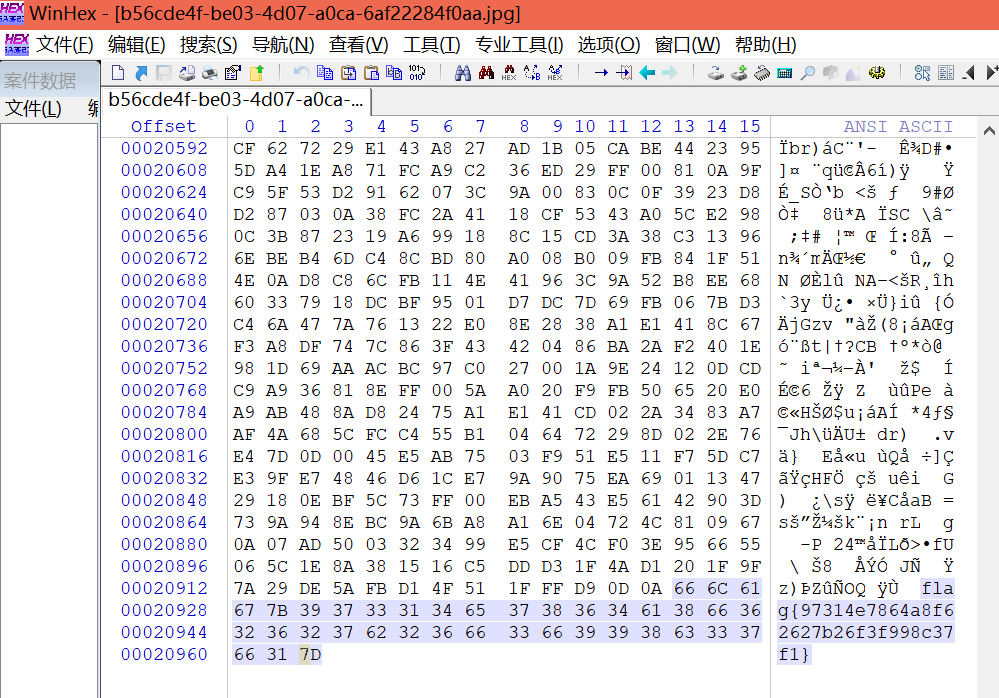 WinHex - [b56cde4f-be03-4d07-a0ca-6af22284f0aa.jpg]
文件(F) 编辑(E) 搜索(S) 导航(N) 查看(V) 工具(T) 专业工具(I) 选项(O) 窗口(W) 帮助(H)
案件数据
文件(L)
b56cde4f-be03-4d07-a0ca-...
Offset 0 1 2 3 4 5 6 7 8 9 10 11 12 13 14 15 ANSI ASCII
00020592 CF 62 72 29 E1 43 A8 27 AD 1B 05 CA BE 44 23 95 Ïbr)áC¨'- Ê¾D#•
00020608 5D A4 1E A8 71 FC A9 C2 36 ED 29 FF 00 81 0A 9F ]¤ ¨qü©Â6í)ÿ Ÿ
00020624 C9 5F 53 D2 91 62 07 3C 9A 00 83 0C 0F 39 23 D8 É_SÒ‘b <š ƒ 9#Ø
00020640 D2 87 03 0A 38 FC 2A 41 18 CF 53 43 A0 5C E2 98 Ò‡ 8ü*A ÏSC \â˜
00020656 0C 3B 87 23 19 A6 99 18 8C 15 CD 3A 38 C3 13 96 ;‡# ¦™ Œ Í:8Ã –
00020672 6E BE B4 6D C4 8C BD 80 A0 08 B0 09 FB 84 1F 51 n¾´mÄŒ½€ ° û„ Q
00020688 4E 0A D8 C8 6C FB 11 4E 41 96 3C 9A 52 B8 EE 68 N ØÈlû NA–<šR¸îh
00020704 60 33 79 18 DC BF 95 01 D7 DC 7D 69 FB 06 7B D3 `3y Ü¿• ×Ü}iû {Ó
00020720 C4 6A 47 7A 76 13 22 E0 8E 28 38 A1 E1 41 8C 67 ÄjGzv "àŽ(8¡áAŒg
00020736 F3 A8 DF 74 7C 86 3F 43 42 04 86 BA 2A F2 40 1E ó¨ßt|†?CB †º*ò@
00020752 98 1D 69 AA AC BC 97 C0 27 00 1A 9E 24 12 0D CD ˜ iª¬¼—À' ž$ Í
00020768 C9 A9 36 81 8E FF 00 5A A0 20 F9 FB 50 65 20 E0 É©6 Žÿ Z ùûPe à
00020784 A9 AB 48 8A D8 24 75 A1 E1 41 CD 02 2A 34 83 A7 ©«HŠØ$u¡áAÍ *4ƒ§
00020800 AF 4A 68 5C FC C4 55 B1 04 64 72 29 8D 02 2E 76 ¯Jh\üÄU± dr) .v
00020816 E4 7D 0D 00 45 E5 AB 75 03 F9 51 E5 11 F7 5D C7 ä} Eå«u ùQå ÷]Ç
00020832 E3 9F E7 48 46 D6 1C E7 9A 90 75 EA 69 01 13 47 ãŸçHFÖ çš uêi G
00020848 29 18 0E BF 5C 73 FF 00 EB A5 43 E5 61 42 90 3D ) ¿\sÿ ë¥CåaB =
00020864 73 9A 94 8E BC 9A 6B A8 A1 6E 04 72 4C 81 09 67 sš”Ž¼šk¨¡n rL g
00020880 0A 07 AD 50 03 32 34 99 E5 CF 4C F0 3E 95 66 55 -P 24™åÏLð>•fU
00020896 06 5C 1E 8A 38 15 16 C5 DD D3 1F 4A D1 20 1F 9F \ Š8 ÅÝÓ JÑ Ÿ
00020912 7A 29 DE 5A FB D1 4F 51 1F FF D9 0D 0A 66 6C 61 z)ÞZûÑOQ ÿÙ fla
00020928 67 7B 39 37 33 31 34 65 37 38 36 34 61 38 66 36 g{97314e7864a8f6
00020944 32 36 32 37 62 32 36 66 33 66 39 39 38 63 33 37 2627b26f3f998c37
00020960 66 31 7D f1}